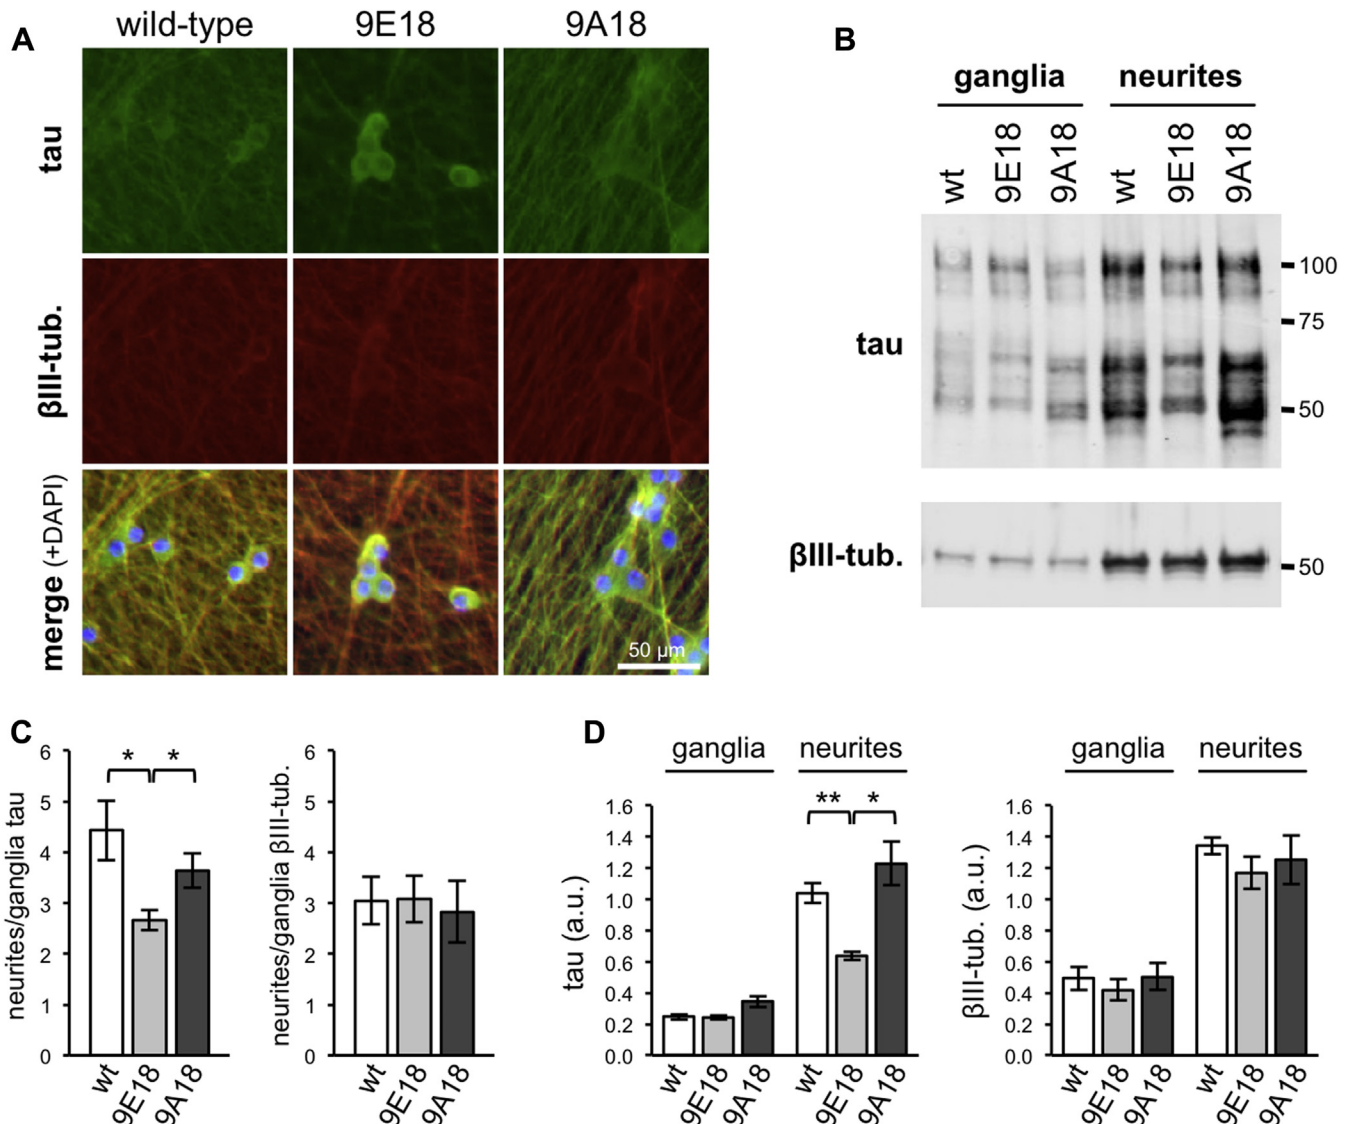 A
wild-type 9E18 9A18
tau
βIII-tub.
merge (+DAPI)
50 µm
B
ganglia neurites
wt 9E18 9A18 wt 9E18 9A18
tau
100
75
50
βIII-tub.
50
C
neurites/ganglia tau
6
5
4
3
2
1
0
* *
wt 9E18 9A18
neurites/ganglia βIII-tub.
6
5
4
3
2
1
0
wt 9E18 9A18
D
ganglia neurites
tau (a.u.)
1.6
1.4
1.2
1.0
0.8
0.6
0.4
0.2
0.0
** *
wt 9E18 9A18 wt 9E18 9A18
ganglia neurites
βIII-tub. (a.u.)
1.6
1.4
1.2
1.0
0.8
0.6
0.4
0.2
0.0
wt 9E18 9A18 wt 9E18 9A18